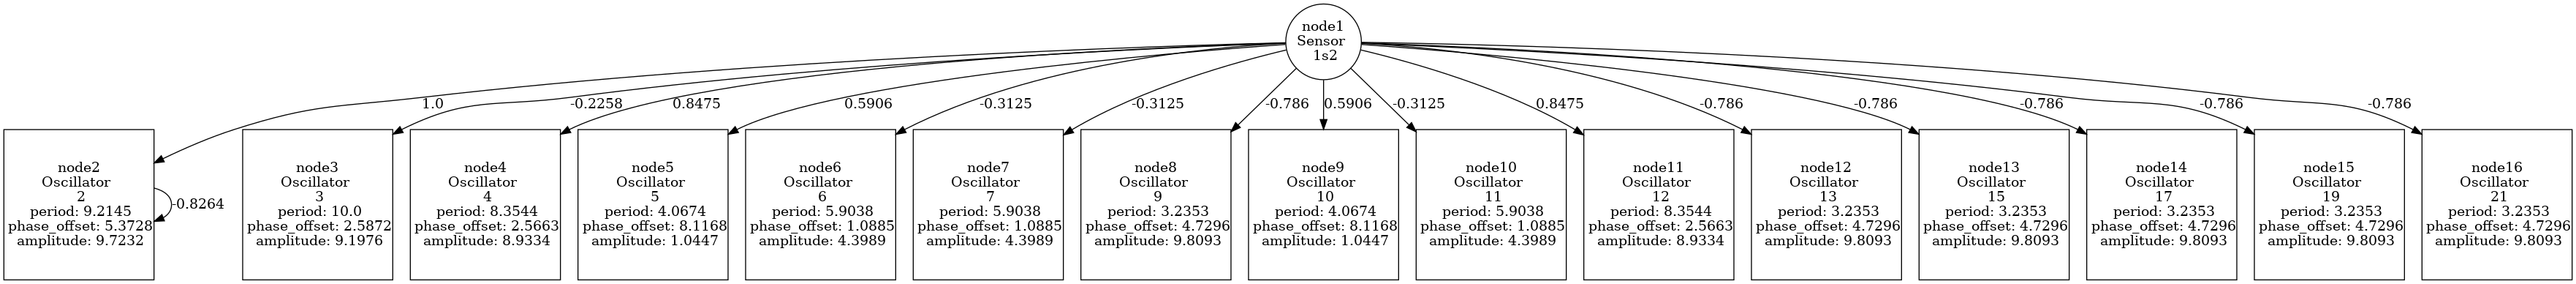 node1
Sensor
1s2
1.0
-0.2258
0.8475
0.5906
-0.3125
-0.3125
-0.786
0.5906
-0.3125
0.8475
-0.786
-0.786
-0.786
-0.786
-0.786
node2
Oscillator
2
period: 9.2145
phase_offset: 5.3728
amplitude: 9.7232
-0.8264
node3
Oscillator
3
period: 10.0
phase_offset: 2.5872
amplitude: 9.1976
node4
Oscillator
4
period: 8.3544
phase_offset: 2.5663
amplitude: 8.9334
node5
Oscillator
5
period: 4.0674
phase_offset: 8.1168
amplitude: 1.0447
node6
Oscillator
6
period: 5.9038
phase_offset: 1.0885
amplitude: 4.3989
node7
Oscillator
7
period: 5.9038
phase_offset: 1.0885
amplitude: 4.3989
node8
Oscillator
9
period: 3.2353
phase_offset: 4.7296
amplitude: 9.8093
node9
Oscillator
10
period: 4.0674
phase_offset: 8.1168
amplitude: 1.0447
node10
Oscillator
11
period: 5.9038
phase_offset: 1.0885
amplitude: 4.3989
node11
Oscillator
12
period: 8.3544
phase_offset: 2.5663
amplitude: 8.9334
node12
Oscillator
13
period: 3.2353
phase_offset: 4.7296
amplitude: 9.8093
node13
Oscillator
15
period: 3.2353
phase_offset: 4.7296
amplitude: 9.8093
node14
Oscillator
17
period: 3.2353
phase_offset: 4.7296
amplitude: 9.8093
node15
Oscillator
19
period: 3.2353
phase_offset: 4.7296
amplitude: 9.8093
node16
Oscillator
21
period: 3.2353
phase_offset: 4.7296
amplitude: 9.8093